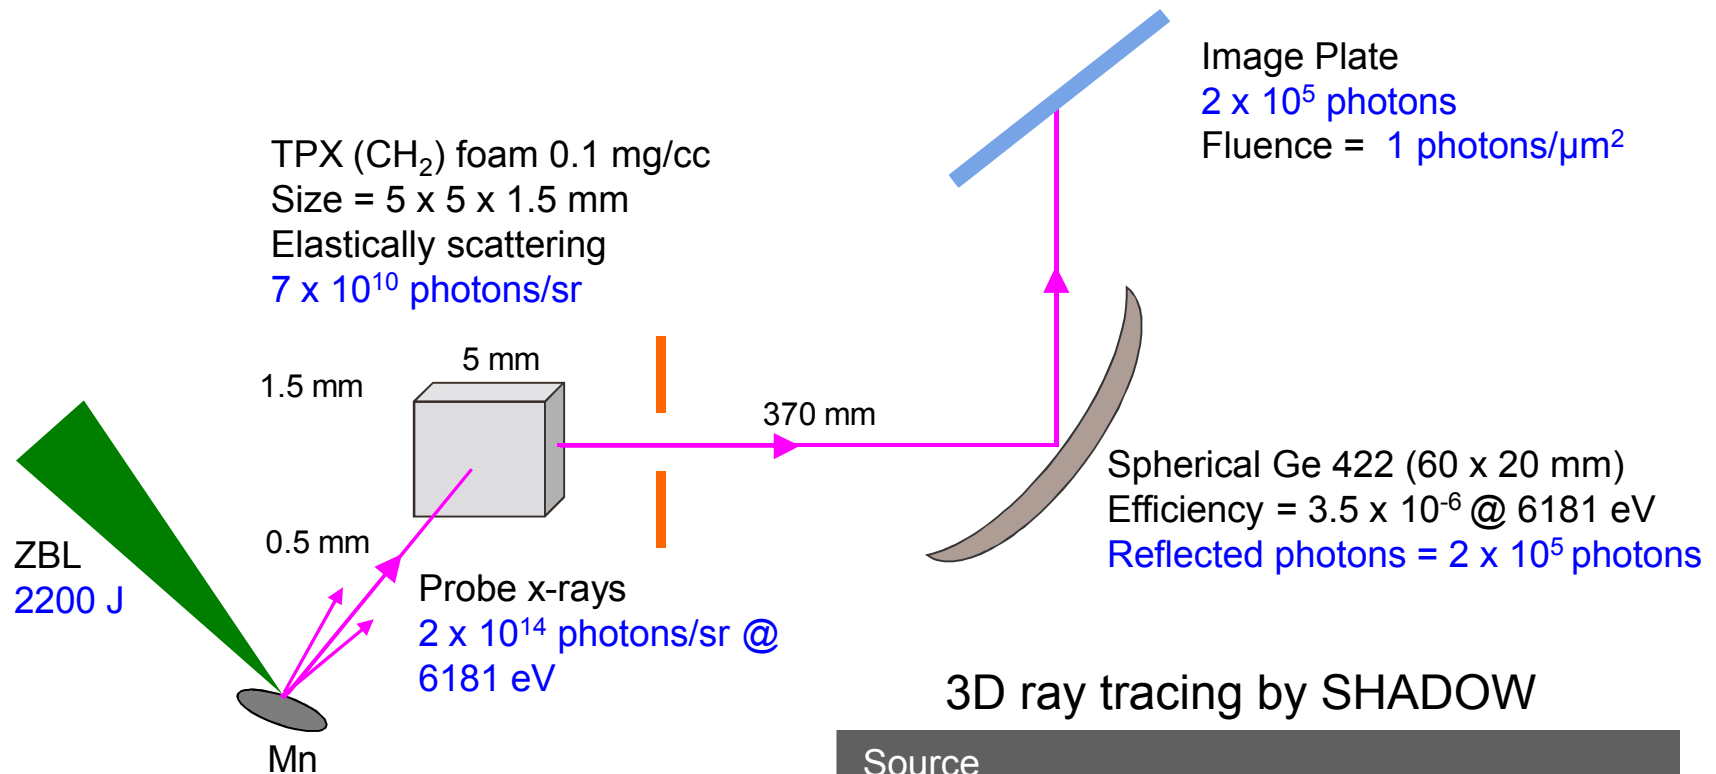 Image Plate
2 x 10⁵ photons
Fluence = 1 photons/μm²
TPX (CH₂) foam 0.1 mg/cc
Size = 5 x 5 x 1.5 mm
Elastically scattering
7 x 10¹⁰ photons/sr
5 mm
1.5 mm
370 mm
Spherical Ge 422 (60 x 20 mm)
Efficiency = 3.5 x 10⁻⁶ @ 6181 eV
Reflected photons = 2 x 10⁵ photons
0.5 mm
ZBL
2200 J
Probe x-rays
2 x 10¹⁴ photons/sr @
6181 eV
Mn
3D ray tracing by SHADOW
Source